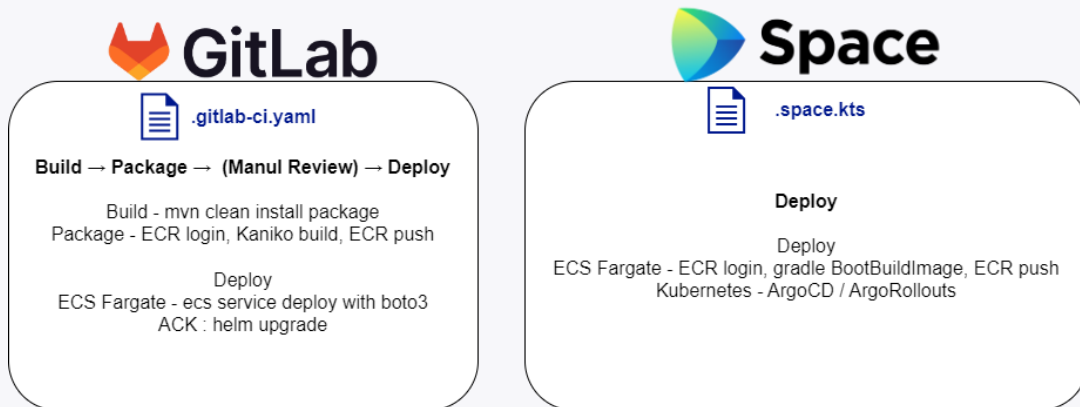 GitLab
.gitlab-ci.yaml
Build → Package → (Manul Review) → Deploy
Build - mvn clean install package
Package - ECR login, Kaniko build, ECR push
Deploy
ECS Fargate - ecs service deploy with boto3
ACK : helm upgrade
Space
.space.kts
Deploy
Deploy
ECS Fargate - ECR login, gradle BootBuildImage, ECR push
Kubernetes - ArgoCD / ArgoRollouts